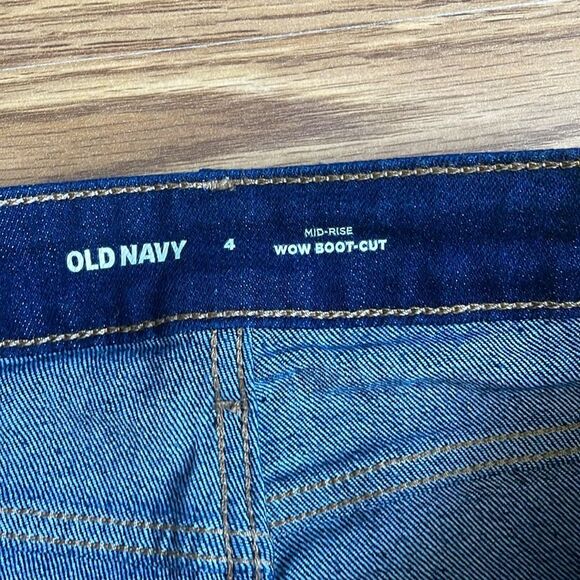 OLD NAVY
4
MID-RISE
WOW BOOT-CUT